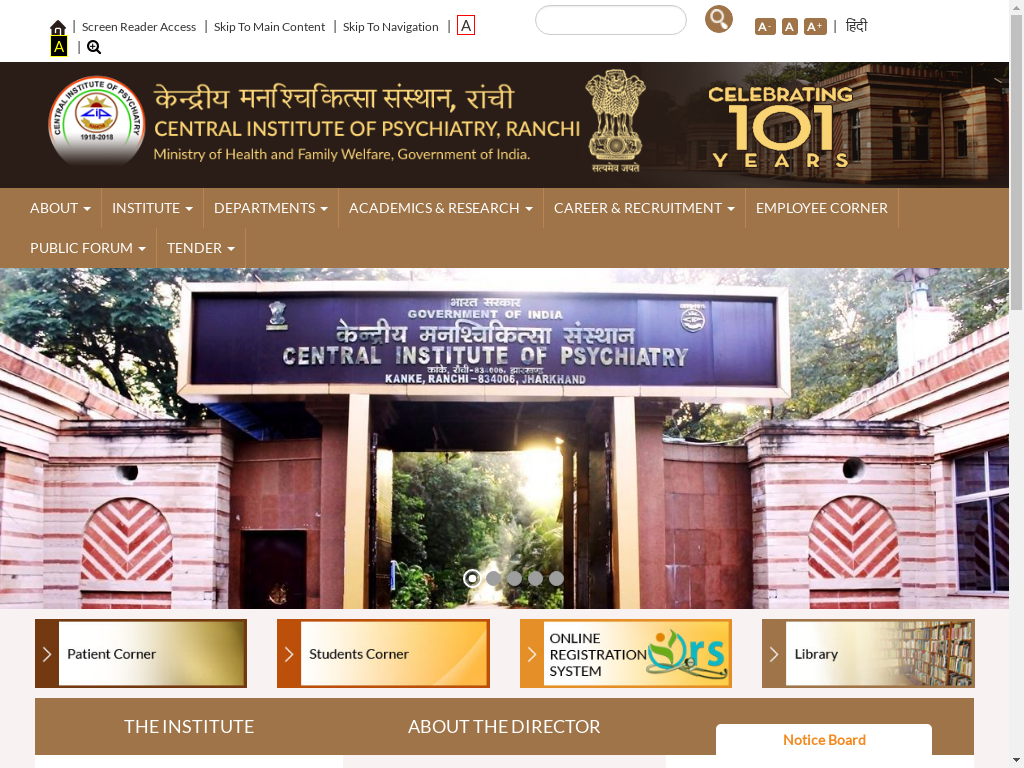 Screen Reader Access
Skip To Main Content
Skip To Navigation
A
A- A A+
हिंदी
A
CENTRAL INSTITUTE OF PSYCHIATRY
1918-2018
केन्द्रीय मनश्चिकित्सा संस्थान, रांची
CENTRAL INSTITUTE OF PSYCHIATRY, RANCHI
Ministry of Health and Family Welfare, Government of India.
सत्यमेव जयते
CELEBRATING
101
YEARS
ABOUT
INSTITUTE
DEPARTMENTS
ACADEMICS & RESEARCH
CAREER & RECRUITMENT
EMPLOYEE CORNER
PUBLIC FORUM
TENDER
भारत सरकार
GOVERNMENT OF INDIA
केन्द्रीय मनश्चिकित्सा संस्थान
CENTRAL INSTITUTE OF PSYCHIATRY
कांके, राँची-834006, झारखण्ड
KANKE, RANCHI-834006, JHARKHAND
Patient Corner
Students Corner
ONLINE
REGISTRATION
SYSTEM
Ors
Library
THE INSTITUTE
ABOUT THE DIRECTOR
Notice Board